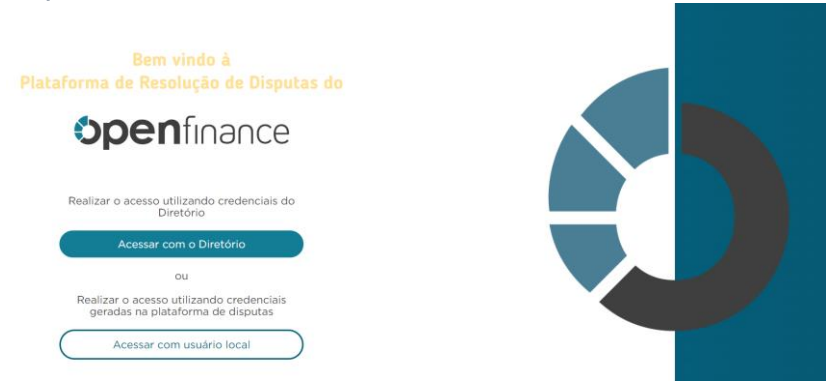 Bem vindo à
Plataforma de Resolução de Disputas do
openfinance
Realizar o acesso utilizando credenciais do
Diretório
Acessar com o Diretório
ou
Realizar o acesso utilizando credenciais
geradas na plataforma de disputas
Acessar com usuário local